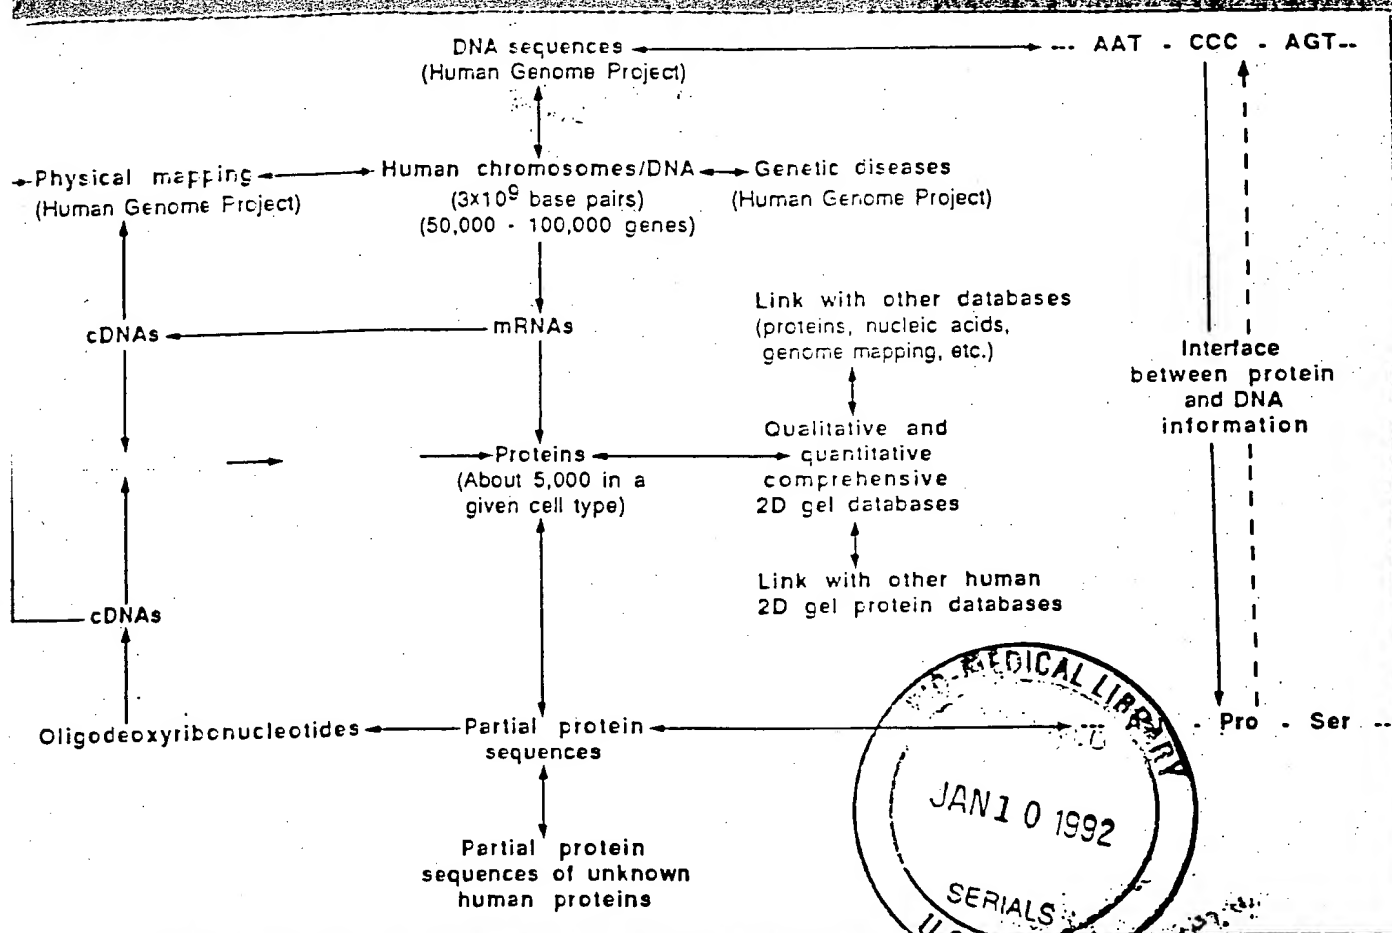 DNA sequences
(Human Genome Project)
--- AAT - CCC - AGT--
Physical mapping
(Human Genome Project)
Human chromosomes/DNA
(3x10⁹ base pairs)
(50,000 - 100,000 genes)
Genetic diseases
(Human Genome Project)
cDNAs
mRNAs
Link with other databases
(proteins, nucleic acids,
genome mapping, etc.)
Interface
between protein
and DNA
information
Proteins
(About 5,000 in a
given cell type)
Qualitative and
quantitative
comprehensive
2D gel databases
Link with other human
2D gel protein databases
cDNAs
Oligodeoxyribonucleotides
Partial protein
sequences
--- - Pro - Ser --
Partial protein
sequences of unknown
human proteins
MEDICAL LIBRARY
JAN 10 1992
SERIALS